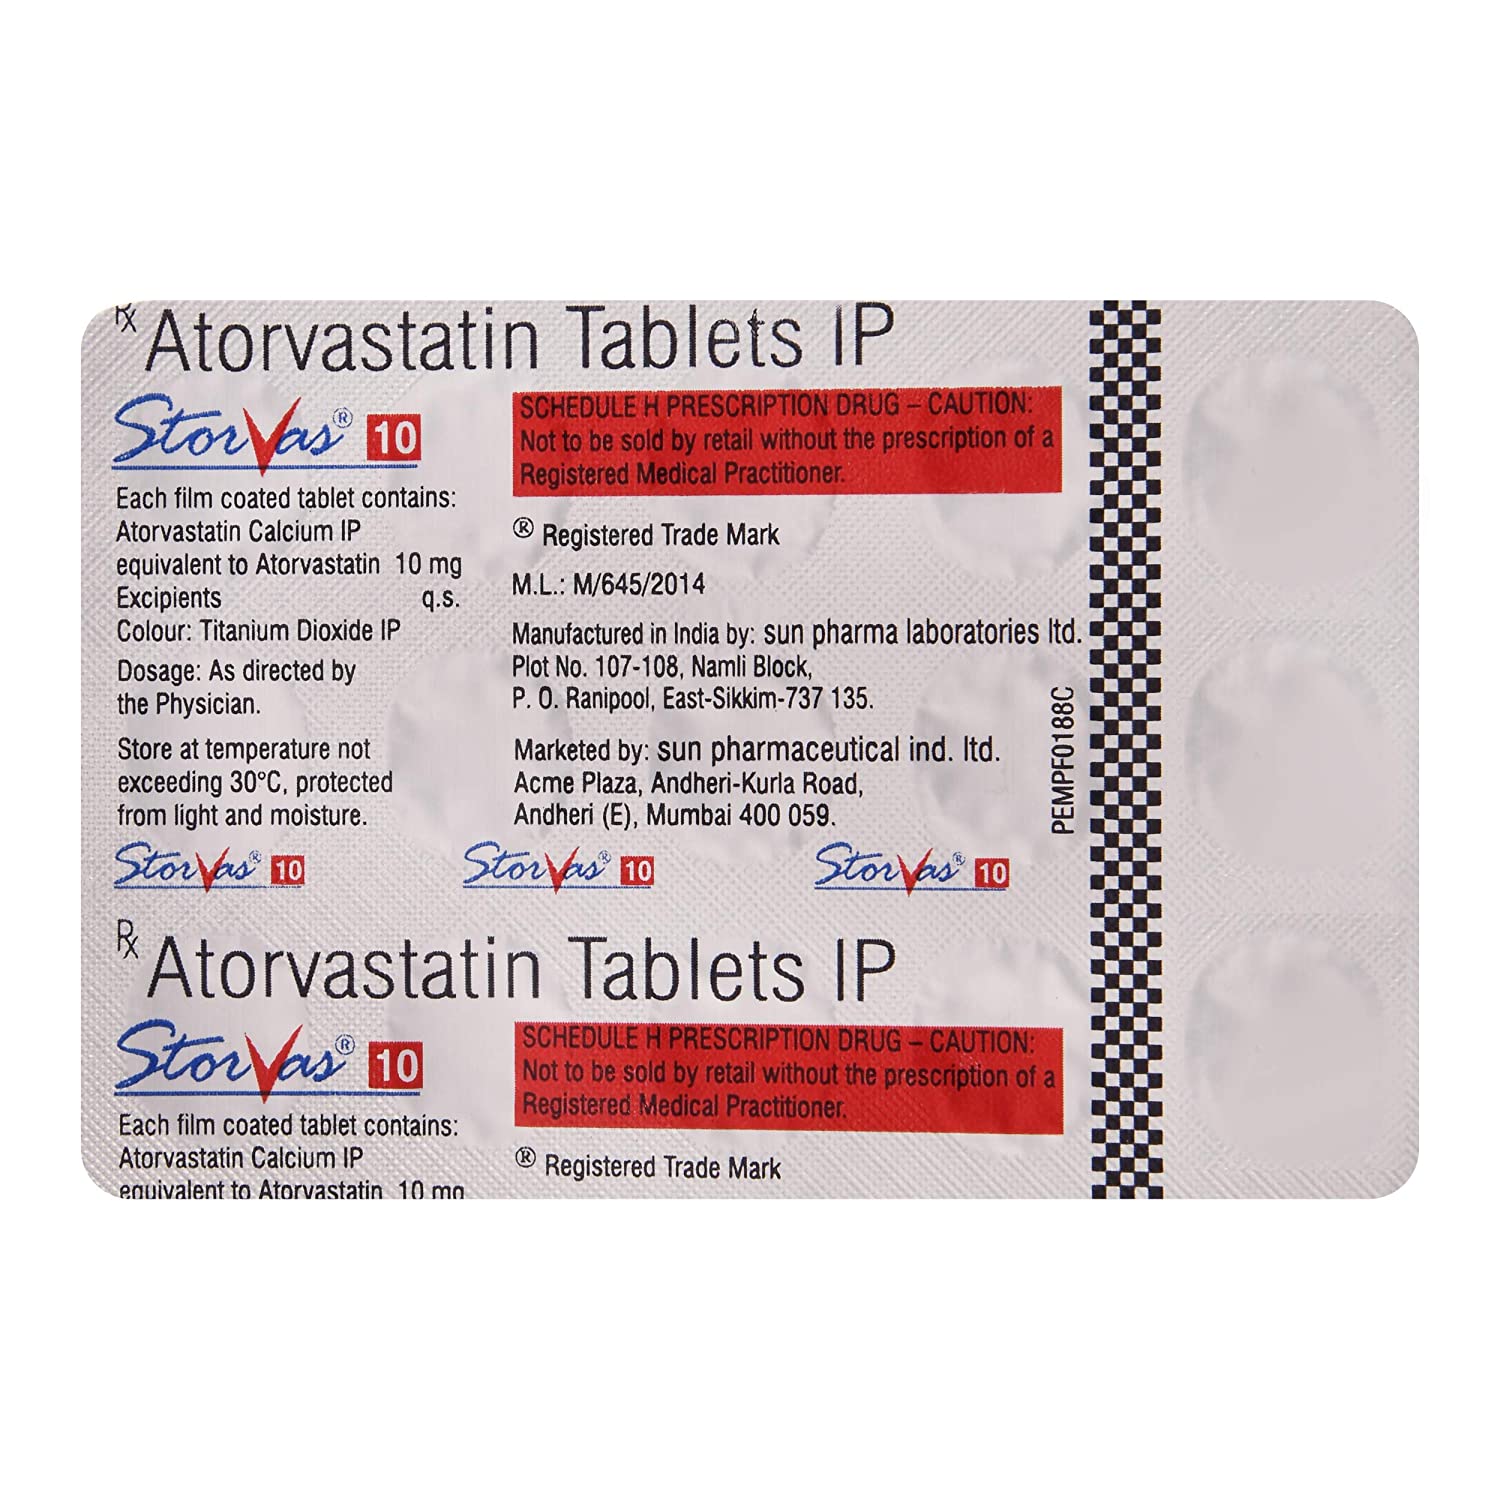 Rx Atorvastatin Tablets IP
StorVas® 10
Each film coated tablet contains:
Atorvastatin Calcium IP
equivalent to Atorvastatin 10 mg
Excipients q.s.
Colour: Titanium Dioxide IP
Dosage: As directed by
the Physician.
Store at temperature not
exceeding 30°C, protected
from light and moisture.
SCHEDULE H PRESCRIPTION DRUG – CAUTION:
Not to be sold by retail without the prescription of a
Registered Medical Practitioner.
® Registered Trade Mark
M.L.: M/645/2014
Manufactured in India by: sun pharma laboratories ltd.
Plot No. 107-108, Namli Block,
P. O. Ranipool, East-Sikkim-737 135.
Marketed by: sun pharmaceutical ind. ltd.
Acme Plaza, Andheri-Kurla Road,
Andheri (E), Mumbai 400 059.
PEMPF0188C
StorVas® 10 StorVas® 10 StorVas® 10
Rx Atorvastatin Tablets IP
StorVas® 10
Each film coated tablet contains:
Atorvastatin Calcium IP
equivalent to Atorvastatin 10 mg
SCHEDULE H PRESCRIPTION DRUG – CAUTION:
Not to be sold by retail without the prescription of a
Registered Medical Practitioner.
® Registered Trade Mark